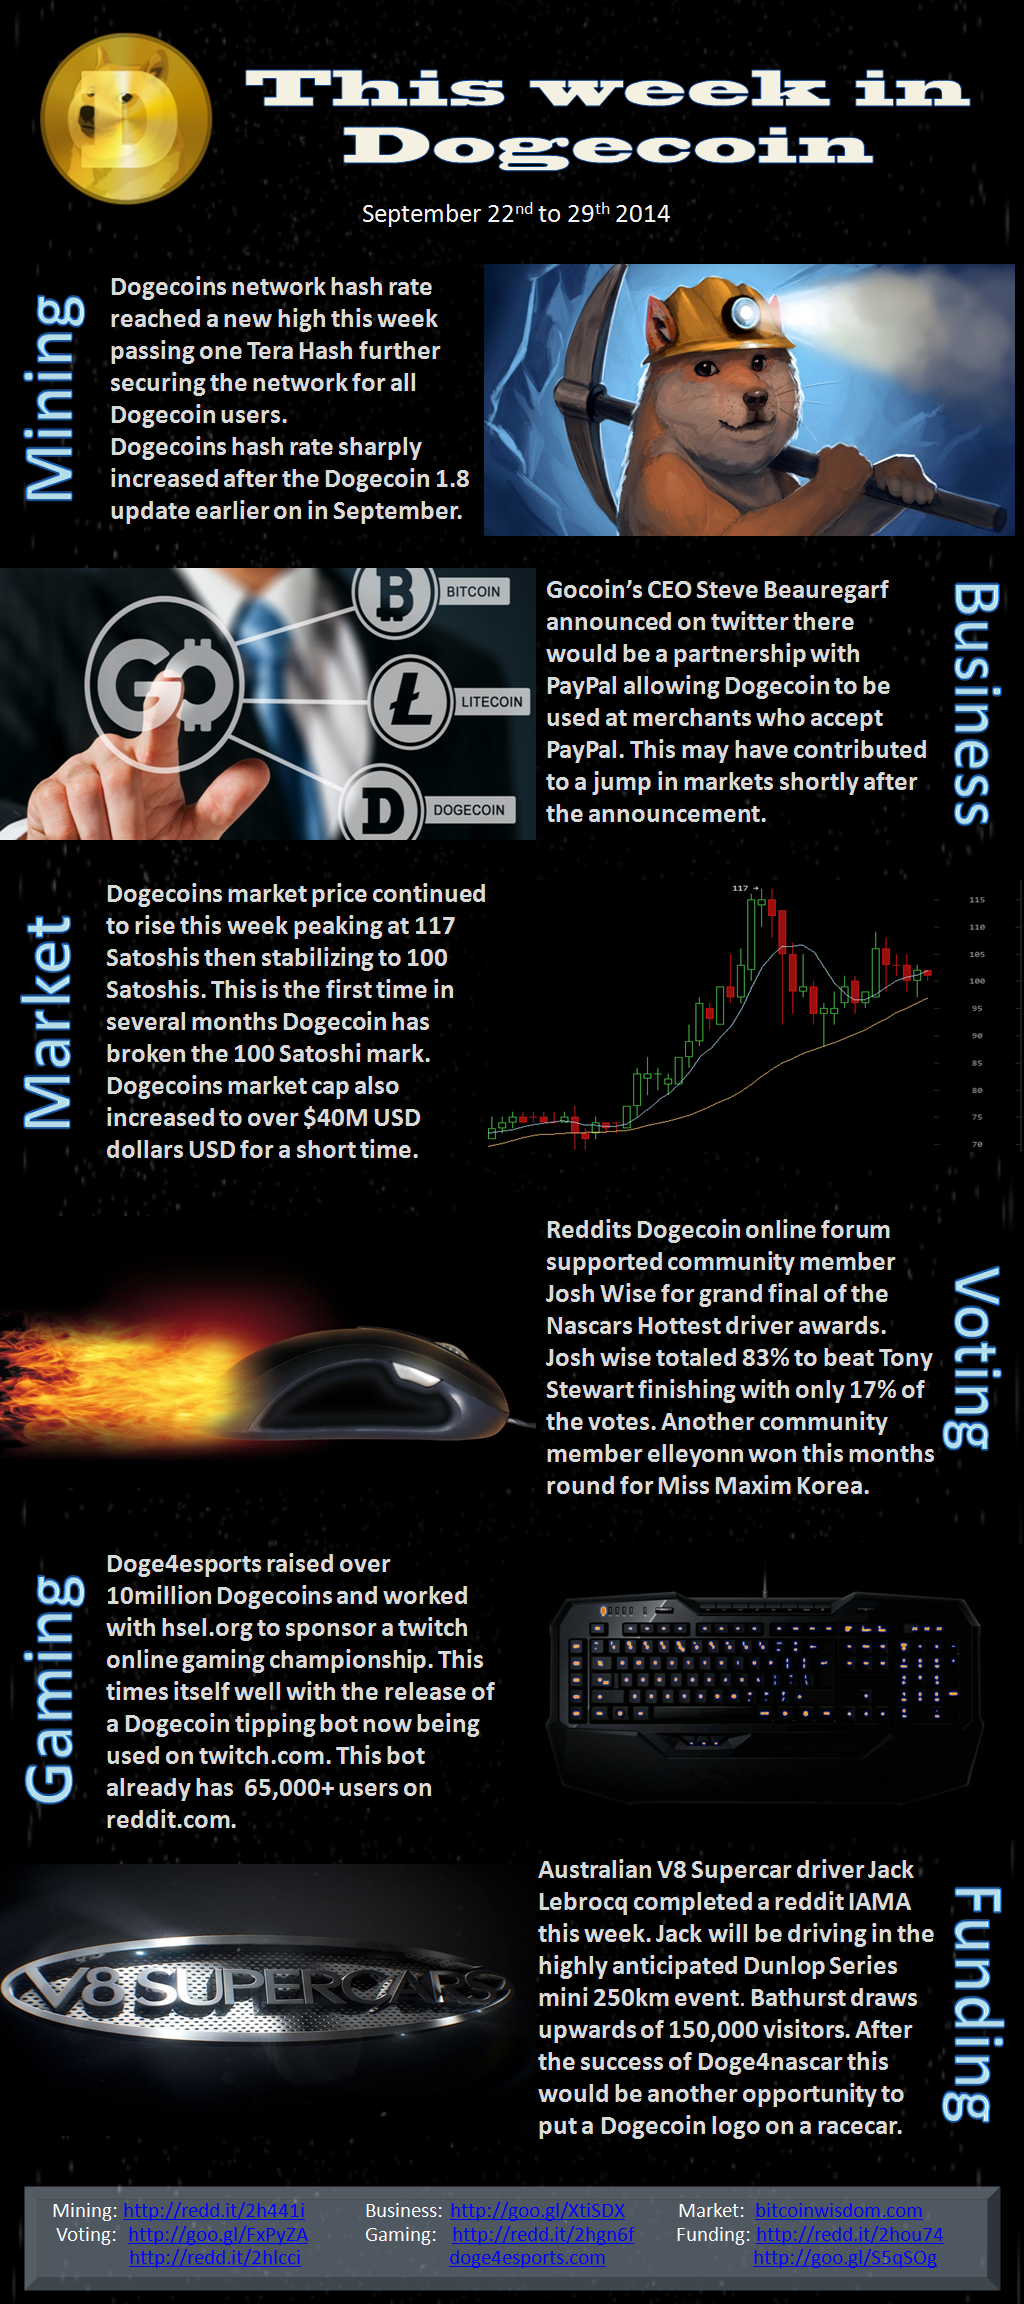 This week in
Dogecoin
September 22nd to 29th 2014
Mining
Dogecoins network hash rate
reached a new high this week
passing one Tera Hash further
securing the network for all
Dogecoin users.
Dogecoins hash rate sharply
increased after the Dogecoin 1.8
update earlier on in September.
GO
BITCOIN
LITECOIN
DOGECOIN
Gocoin’s CEO Steve Beauregarf
announced on twitter there
would be a partnership with
PayPal allowing Dogecoin to be
used at merchants who accept
PayPal. This may have contributed
to a jump in markets shortly after
the announcement.
Business
Market
Dogecoins market price continued
to rise this week peaking at 117
Satoshis then stabilizing to 100
Satoshis. This is the first time in
several months Dogecoin has
broken the 100 Satoshi mark.
Dogecoins market cap also
increased to over $40M USD
dollars USD for a short time.
117
115
110
105
100
95
90
85
80
75
70
Reddits Dogecoin online forum
supported community member
Josh Wise for grand final of the
Nascars Hottest driver awards.
Josh wise totaled 83% to beat Tony
Stewart finishing with only 17% of
the votes. Another community
member elleyonn won this months
round for Miss Maxim Korea.
Voting
Gaming
Doge4esports raised over
10million Dogecoins and worked
with hsel.org to sponsor a twitch
online gaming championship. This
times itself well with the release of
a Dogecoin tipping bot now being
used on twitch.com. This bot
already has 65,000+ users on
reddit.com.
V8 SUPERCARS
Australian V8 Supercar driver Jack
Lebrocq completed a reddit IAMA
this week. Jack will be driving in the
highly anticipated Dunlop Series
mini 250km event. Bathurst draws
upwards of 150,000 visitors. After
the success of Doge4nascar this
would be another opportunity to
put a Dogecoin logo on a racecar.
Funding
Mining: http://redd.it/2h441i Business: http://goo.gl/XtiSDX Market: bitcoinwisdom.com
Voting: http://goo.gl/FxPyZA Gaming: http://redd.it/2hgn6f Funding: http://redd.it/2hou74
http://redd.it/2hlcci doge4esports.com http://goo.gl/S5qSOg